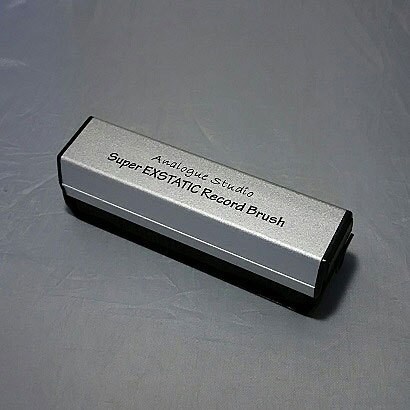 Analogue Studio
Super EXSTATIC Record Brush